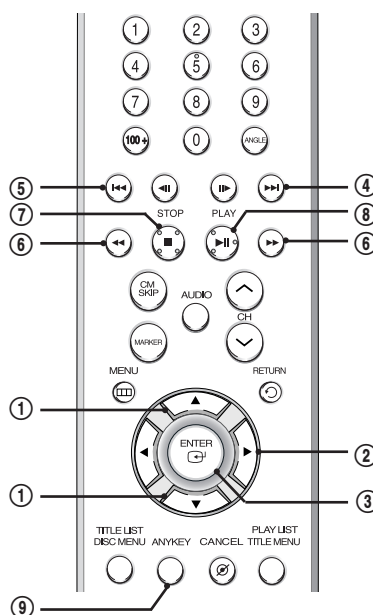 1 2 3
4 5 6
7 8 9
100+ 0 ANGLE
⑤ ④
⑦ STOP PLAY ⑧
⑥ ⑥
CM SKIP
AUDIO
CH
MARKER
MENU RETURN
①
ENTER
②
① ③
TITLE LIST PLAY LIST
DISC MENU ANYKEY CANCEL TITLE MENU
⑨